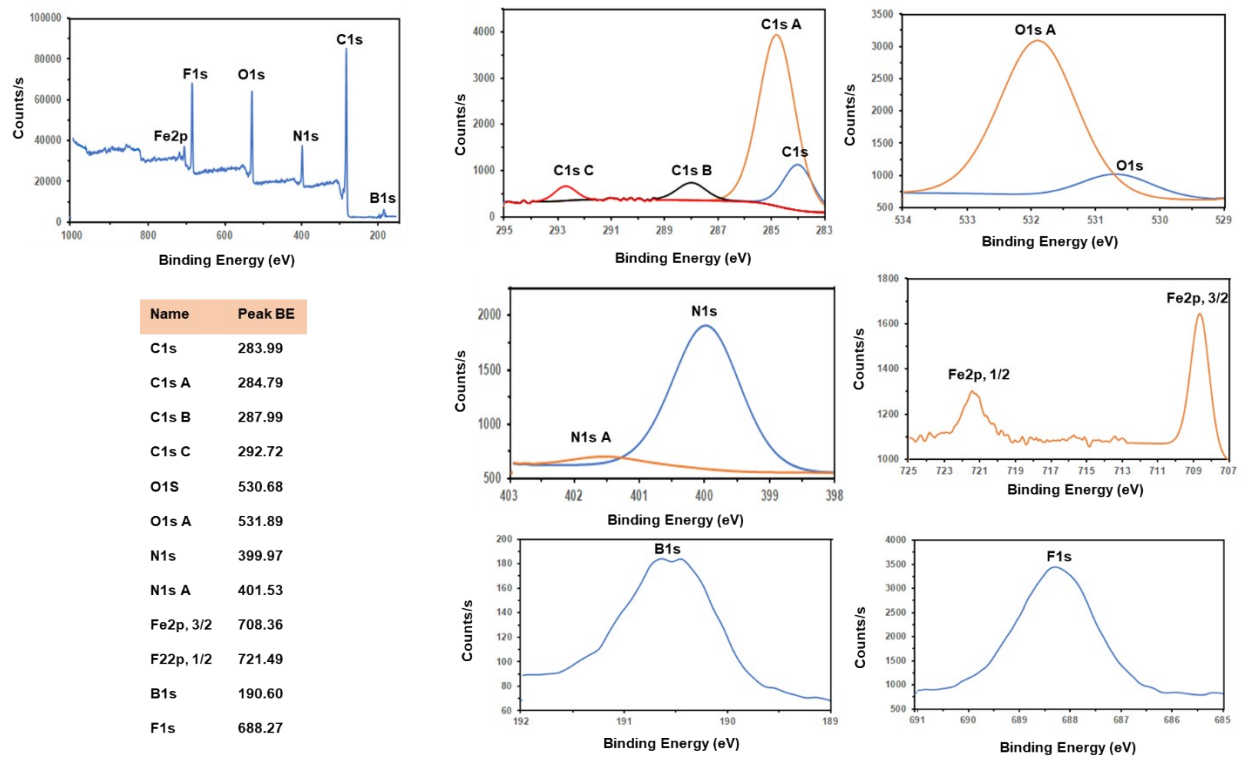 100000
80000
60000
40000
20000
0
1000
800
600
400
200
Counts/s
Binding Energy (eV)
Fe2p
F1s
O1s
N1s
C1s
B1s
4000
3000
2000
1000
0
295
293
291
289
287
285
284
283
Counts/s
Binding Energy (eV)
C1s A
C1s
C1s B
C1s C
3500
3000
2500
2000
1500
1000
500
534
533
532
531
530
529
Counts/s
Binding Energy (eV)
O1s A
O1s
Name Peak BE
C1s 283.99
C1s A 284.79
C1s B 287.99
C1s C 292.72
O1S 530.68
O1s A 531.89
N1s 399.97
N1s A 401.53
Fe2p, 3/2 708.36
F22p, 1/2 721.49
B1s 190.60
F1s 688.27
2000
1500
1000
500
403
402
401
400
399
398
Counts/s
Binding Energy (eV)
N1s
N1s A
1800
1600
1400
1200
1000
725
723
721
719
717
715
713
711
709
707
Counts/s
Binding Energy (eV)
Fe2p, 3/2
Fe2p, 1/2
200
180
160
140
120
100
80
60
192
191
190
189
Counts/s
Binding Energy (eV)
B1s
4000
3500
3000
2500
2000
1500
1000
500
691
690
689
688
687
686
685
Counts/s
Binding Energy (eV)
F1s